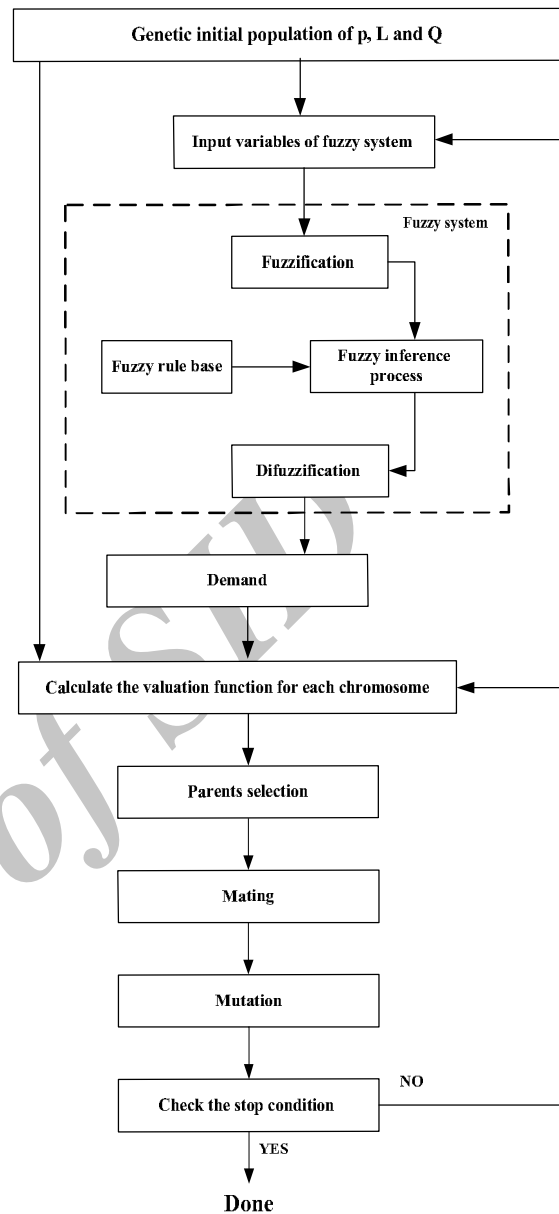 Genetic initial population of p, L and Q
Input variables of fuzzy system
Fuzzy system
Fuzzification
Fuzzy rule base
Fuzzy inference
process
Difuzzification
Demand
Calculate the valuation function for each chromosome
Parents selection
Mating
Mutation
Check the stop condition
NO
YES
Done
of SID